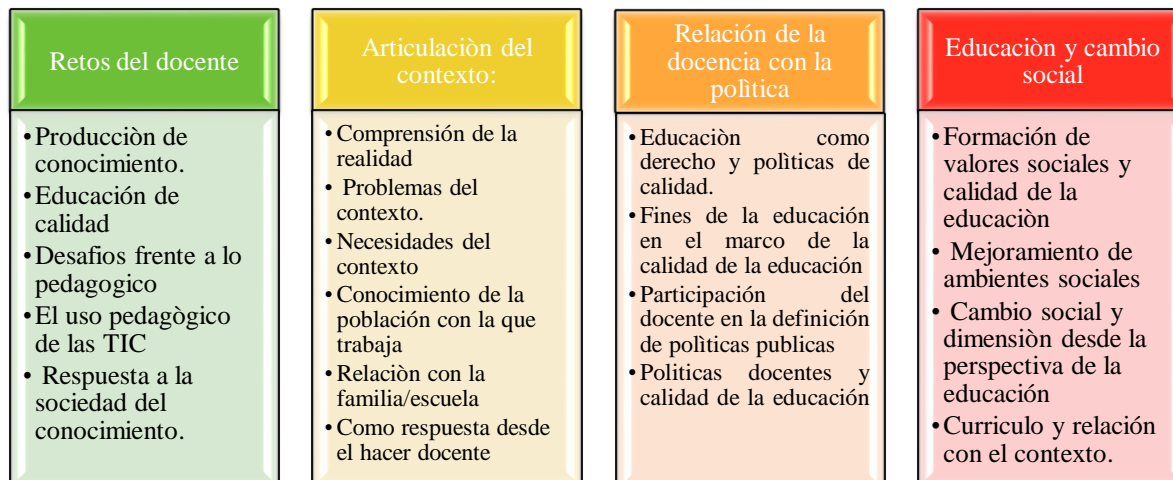 Retos del docente
•Producciòn de
conocimiento.
•Educación de
calidad
•Desafios frente a lo
pedagogico
•El uso pedagògico
de las TIC
• Respuesta a la
sociedad del
conocimiento.
Articulaciòn del
contexto:
•Comprensión de la
realidad
• Problemas del
contexto.
•Necesidades del
contexto
•Conocimiento de la
población con la que
trabaja
•Relaciòn con la
familia/escuela
•Como respuesta desde
el hacer docente
Relación de la
docencia con la
polìtica
•Educaciòn como
derecho y polìticas de
calidad.
•Fines de la educación
en el marco de la
calidad de la educación
•Participación del
docente en la definición
de polìticas publicas
•Politicas docentes y
calidad de la educación
Educaciòn y cambio
social
•Formación de
valores sociales y
calidad de la
educaciòn
• Mejoramiento de
ambientes sociales
• Cambio social y
dimensiòn desde la
perspectiva de la
educación
•Curriculo y relación
con el contexto.